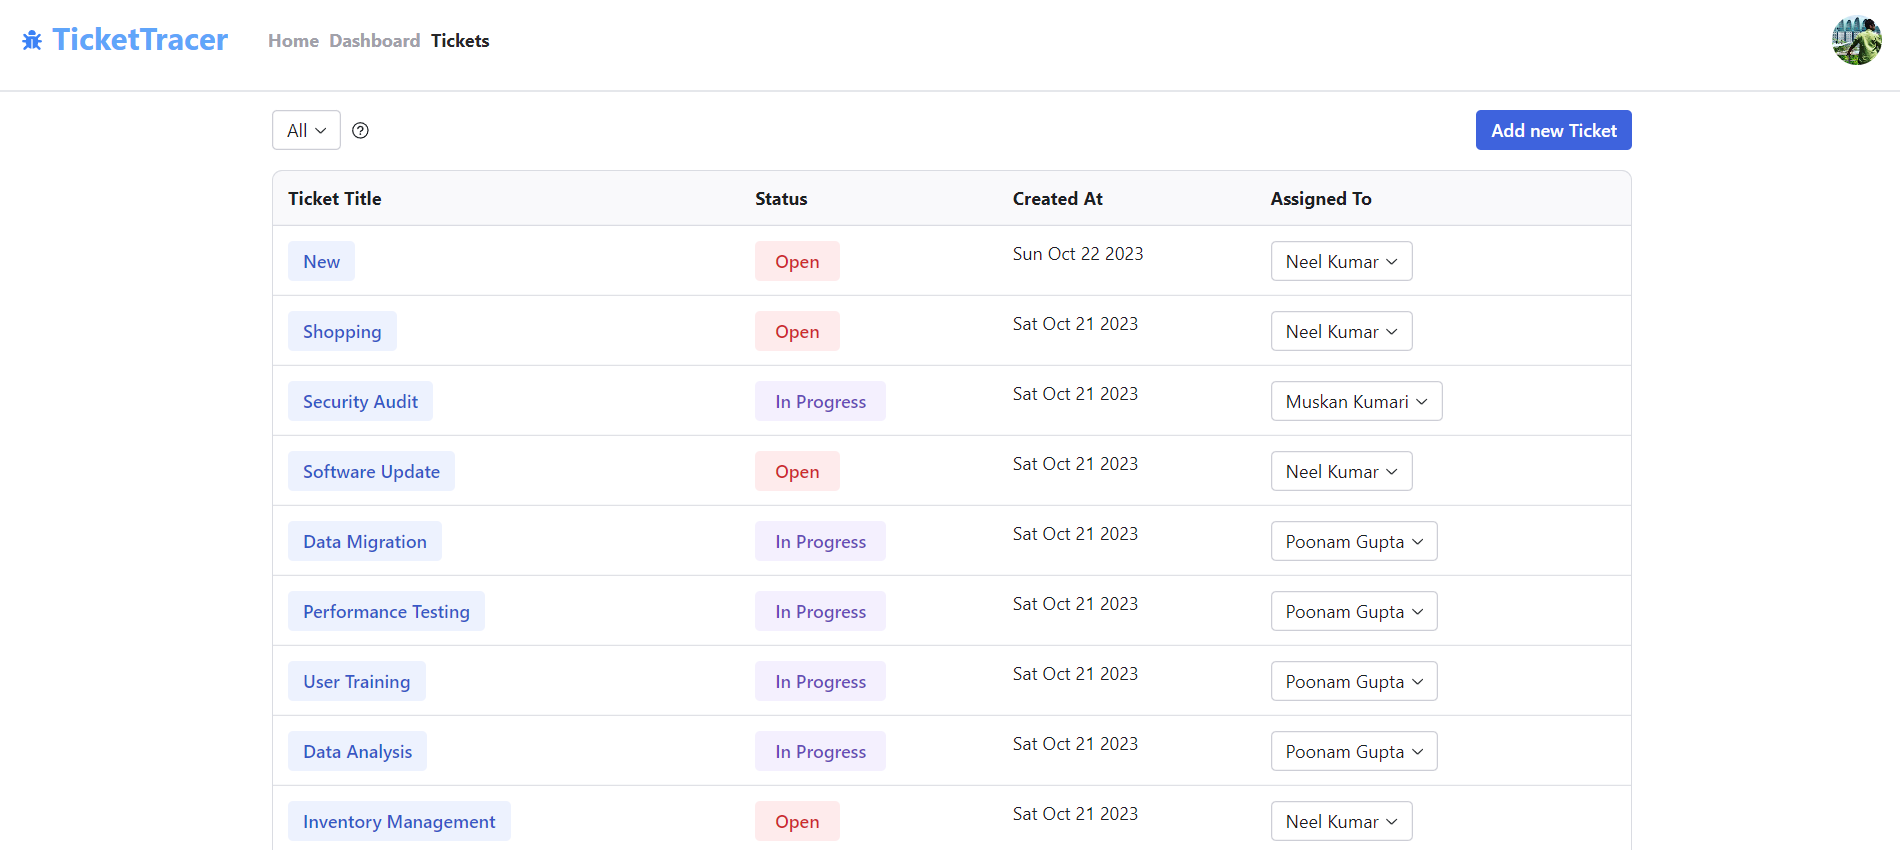 TicketTracer Home Dashboard Tickets
All
Add new Ticket
Ticket Title Status Created At Assigned To
New Open Sun Oct 22 2023 Neel Kumar
Shopping Open Sat Oct 21 2023 Neel Kumar
Security Audit In Progress Sat Oct 21 2023 Muskan Kumari
Software Update Open Sat Oct 21 2023 Neel Kumar
Data Migration In Progress Sat Oct 21 2023 Poonam Gupta
Performance Testing In Progress Sat Oct 21 2023 Poonam Gupta
User Training In Progress Sat Oct 21 2023 Poonam Gupta
Data Analysis In Progress Sat Oct 21 2023 Poonam Gupta
Inventory Management Open Sat Oct 21 2023 Neel Kumar